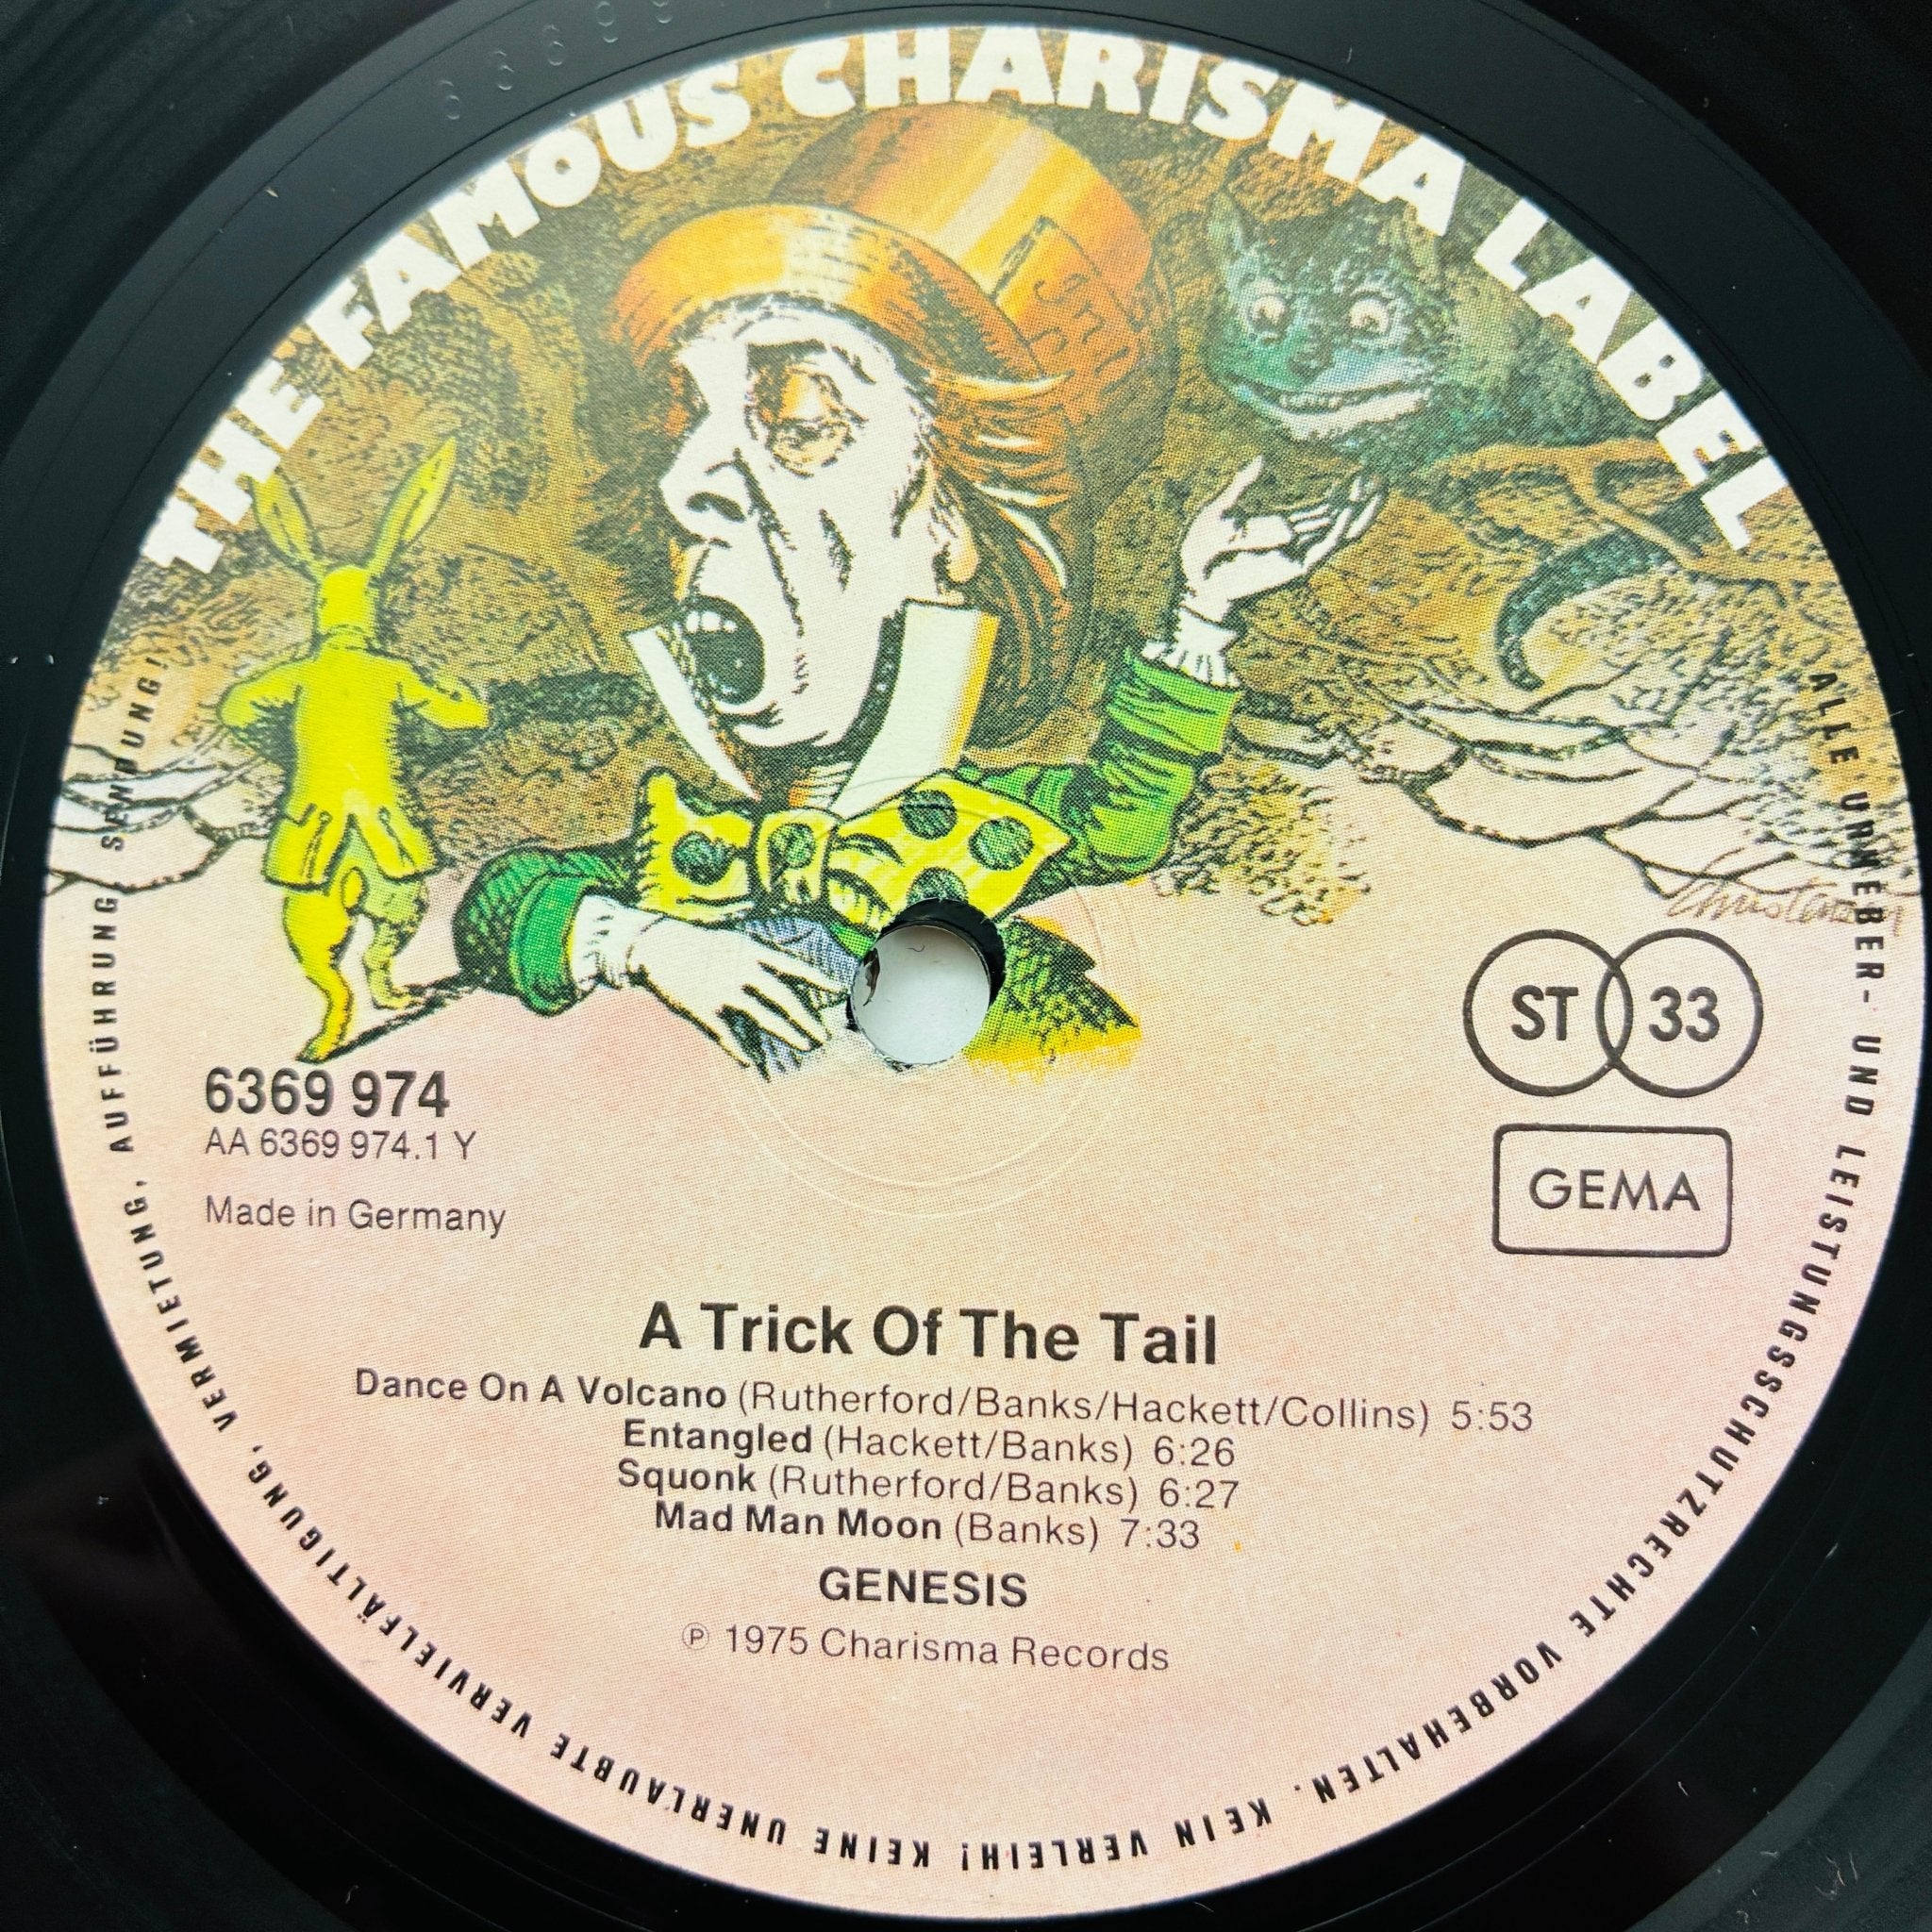 THE FAMOUS CHARISMA LABEL
ST 33
6369 974
AA 6369 974.1 Y
GEMA
Made in Germany
A Trick Of The Tail
Dance On A Volcano (Rutherford/Banks/Hackett/Collins) 5:53
Entangled (Hackett/Banks) 6:26
Squonk (Rutherford/Banks) 6:27
Mad Man Moon (Banks) 7:33
GENESIS
℗ 1975 Charisma Records
ALLE URHEBER- UND LEISTUNGSSCHUTZRECHTE VORBEHALTEN. KEIN VERLEIH! KEINE UNERLAUBTE VERVIELFÄLTIGUNG, VERMIETUNG, AUFFÜHRUNG, SENDUNG!